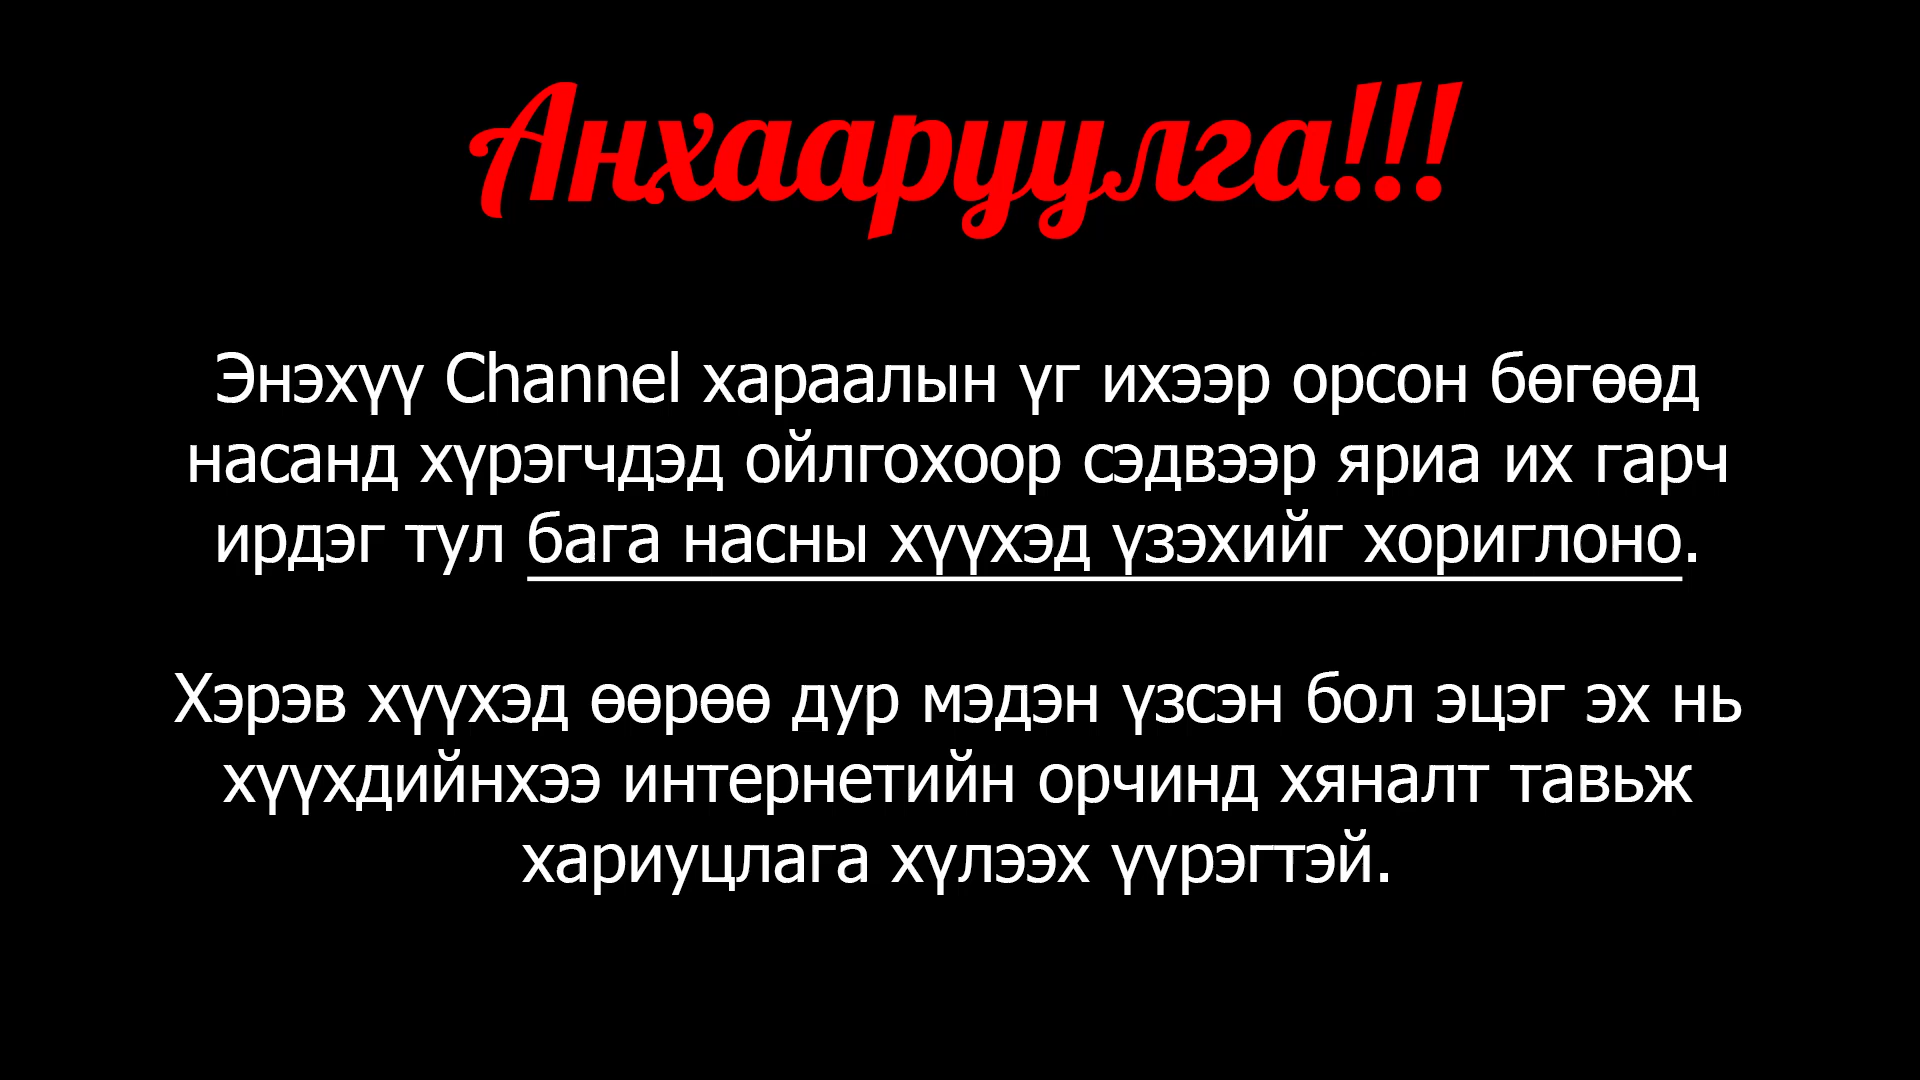 Анхааруулга!!!
Энэхүү Channel хараалын үг ихээр орсон бөгөөд
насанд хүрэгчдэд ойлгохоор сэдвээр яриа их гарч
ирдэг тул бага насны хүүхэд үзэхийг хориглоно.
Хэрэв хүүхэд өөрөө дур мэдэн үзсэн бол эцэг эх нь
хүүхдийнхээ интернетийн орчинд хяналт тавьж
хариуцлага хүлээх үүрэгтэй.